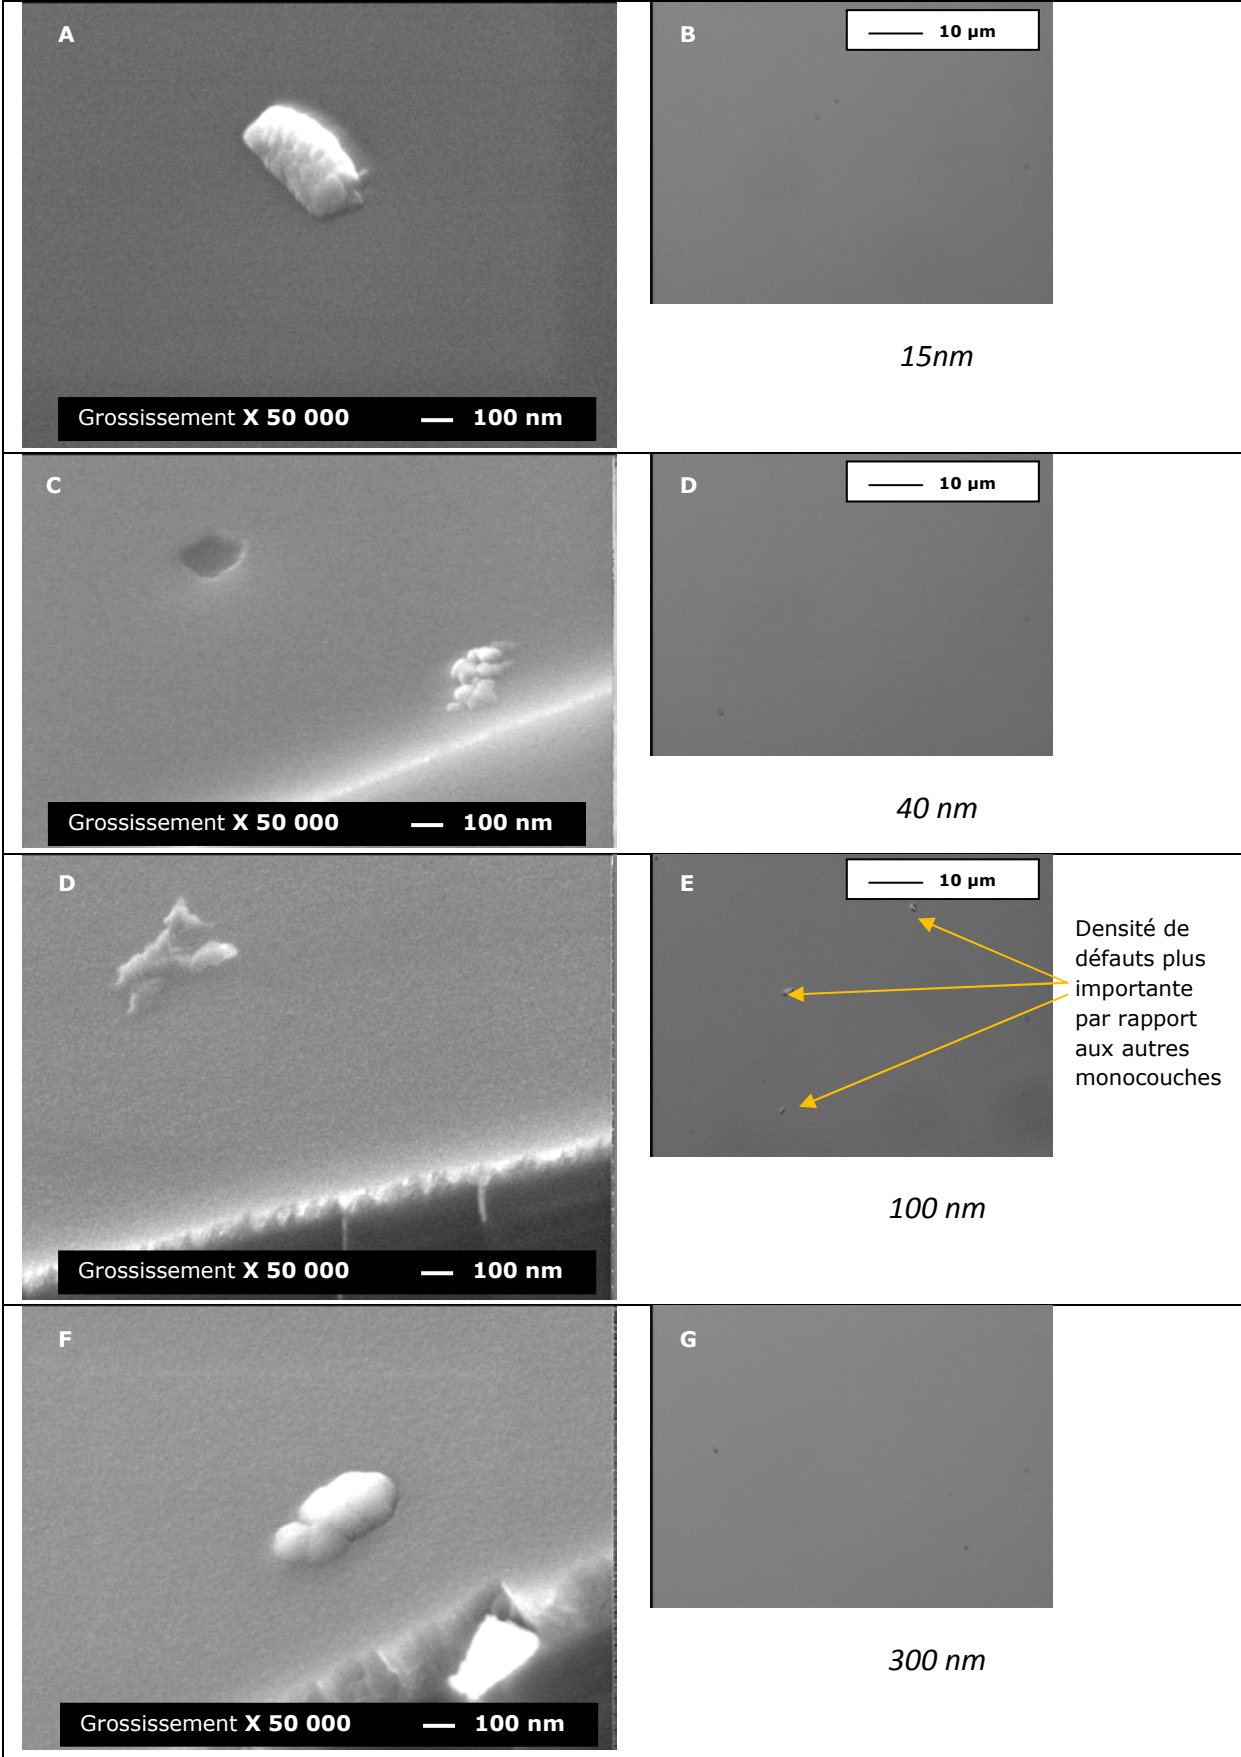 A
Grossissement X 50 000 100 nm
B
10 µm
15nm
C
Grossissement X 50 000 100 nm
D
10 µm
40 nm
D
Grossissement X 50 000 100 nm
E
10 µm
Densité de
défauts plus
importante
par rapport
aux autres
monocouches
100 nm
F
Grossissement X 50 000 100 nm
G
300 nm